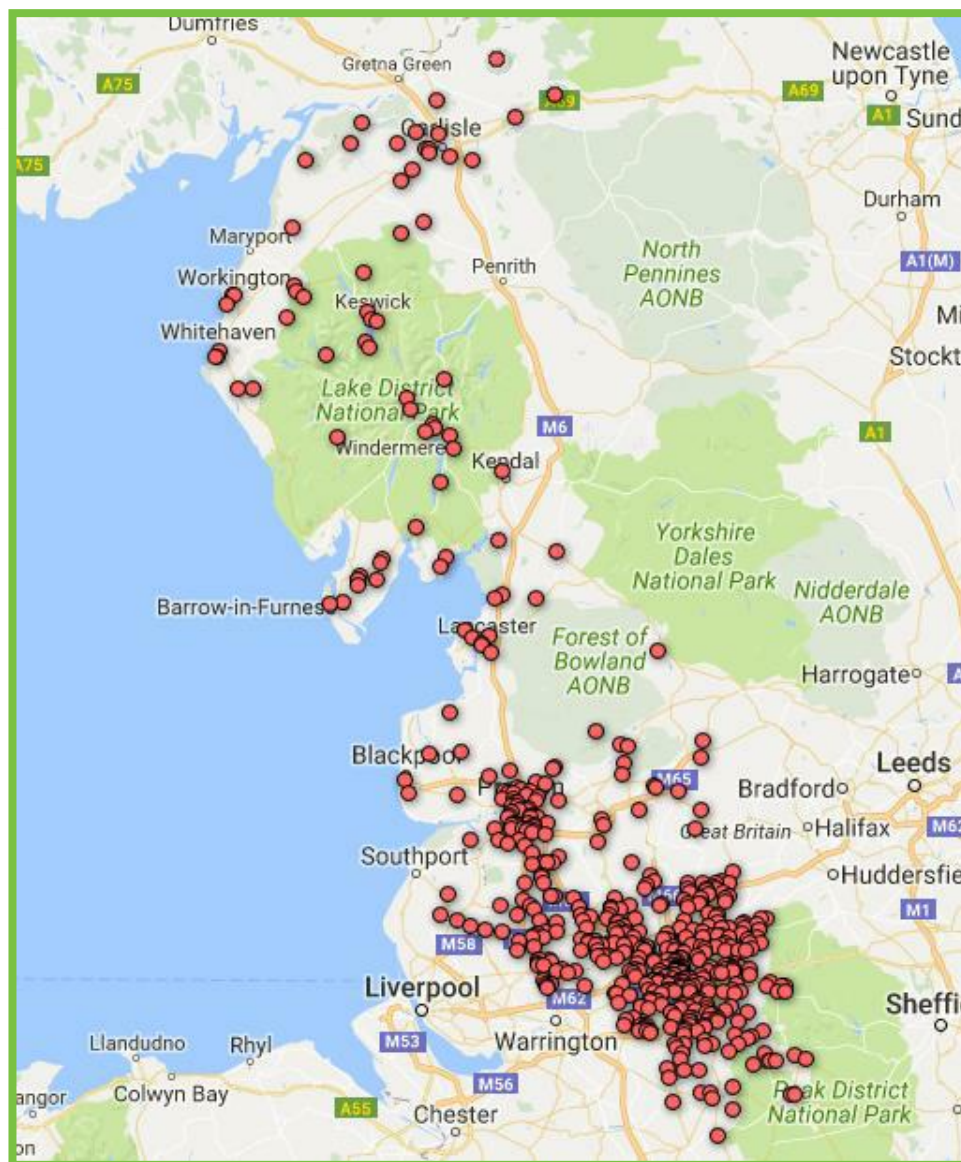 Dumfries
Newcastle
upon Tyne
Gretna Green
A75
A69
A69
A1
Sund
Carlisle
A75
Durham
Maryport
North
Pennines
AONB
A1(M)
Penrith
Workington
Keswick
Mi
Whitehaven
Stockt
Lake District
National Park
M6
A1
Windermere
Kendal
Yorkshire
Dales
National Park
Nidderdale
AONB
Barrow-in-Furness
Lancaster
Forest of
Bowland
AONB
Harrogate
A
Blackpool
M65
Leeds
Bradford
Great Britain
Halifax
M62
Southport
Huddersfie
M66
M1
M58
Liverpool
M62
Sheffi
Warrington
M53
Llandudno
Rhyl
Colwyn Bay
M56
angor
A55
Chester
Peak District
National Park
on